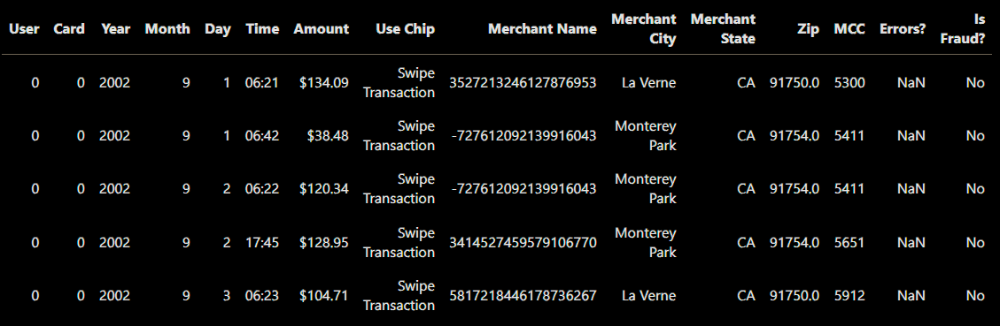 User Card Year Month Day Time Amount Use Chip Merchant Name Merchant City Merchant State Zip MCC Errors? Is Fraud?
0 0 2002 9 1 06:21 $134.09 Swipe Transaction 3527213246127876953 La Verne CA 91750.0 5300 NaN No
0 0 2002 9 1 06:42 $38.48 Swipe Transaction -727612092139916043 Monterey Park CA 91754.0 5411 NaN No
0 0 2002 9 2 06:22 $120.34 Swipe Transaction -727612092139916043 Monterey Park CA 91754.0 5411 NaN No
0 0 2002 9 2 17:45 $128.95 Swipe Transaction 3414527459579106770 Monterey Park CA 91754.0 5651 NaN No
0 0 2002 9 3 06:23 $104.71 Swipe Transaction 5817218446178736267 La Verne CA 91750.0 5912 NaN No